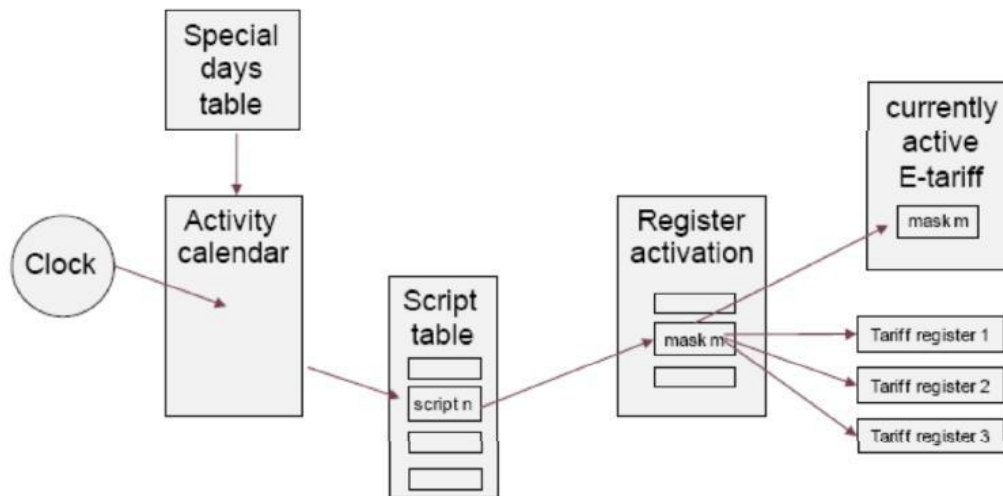 Special
days
table
currently
active
E-tariff
mask m
Activity
calendar
Register
activation
Clock
Script
table
mask m
Tariff register 1
script n
Tariff register 2
Tariff register 3